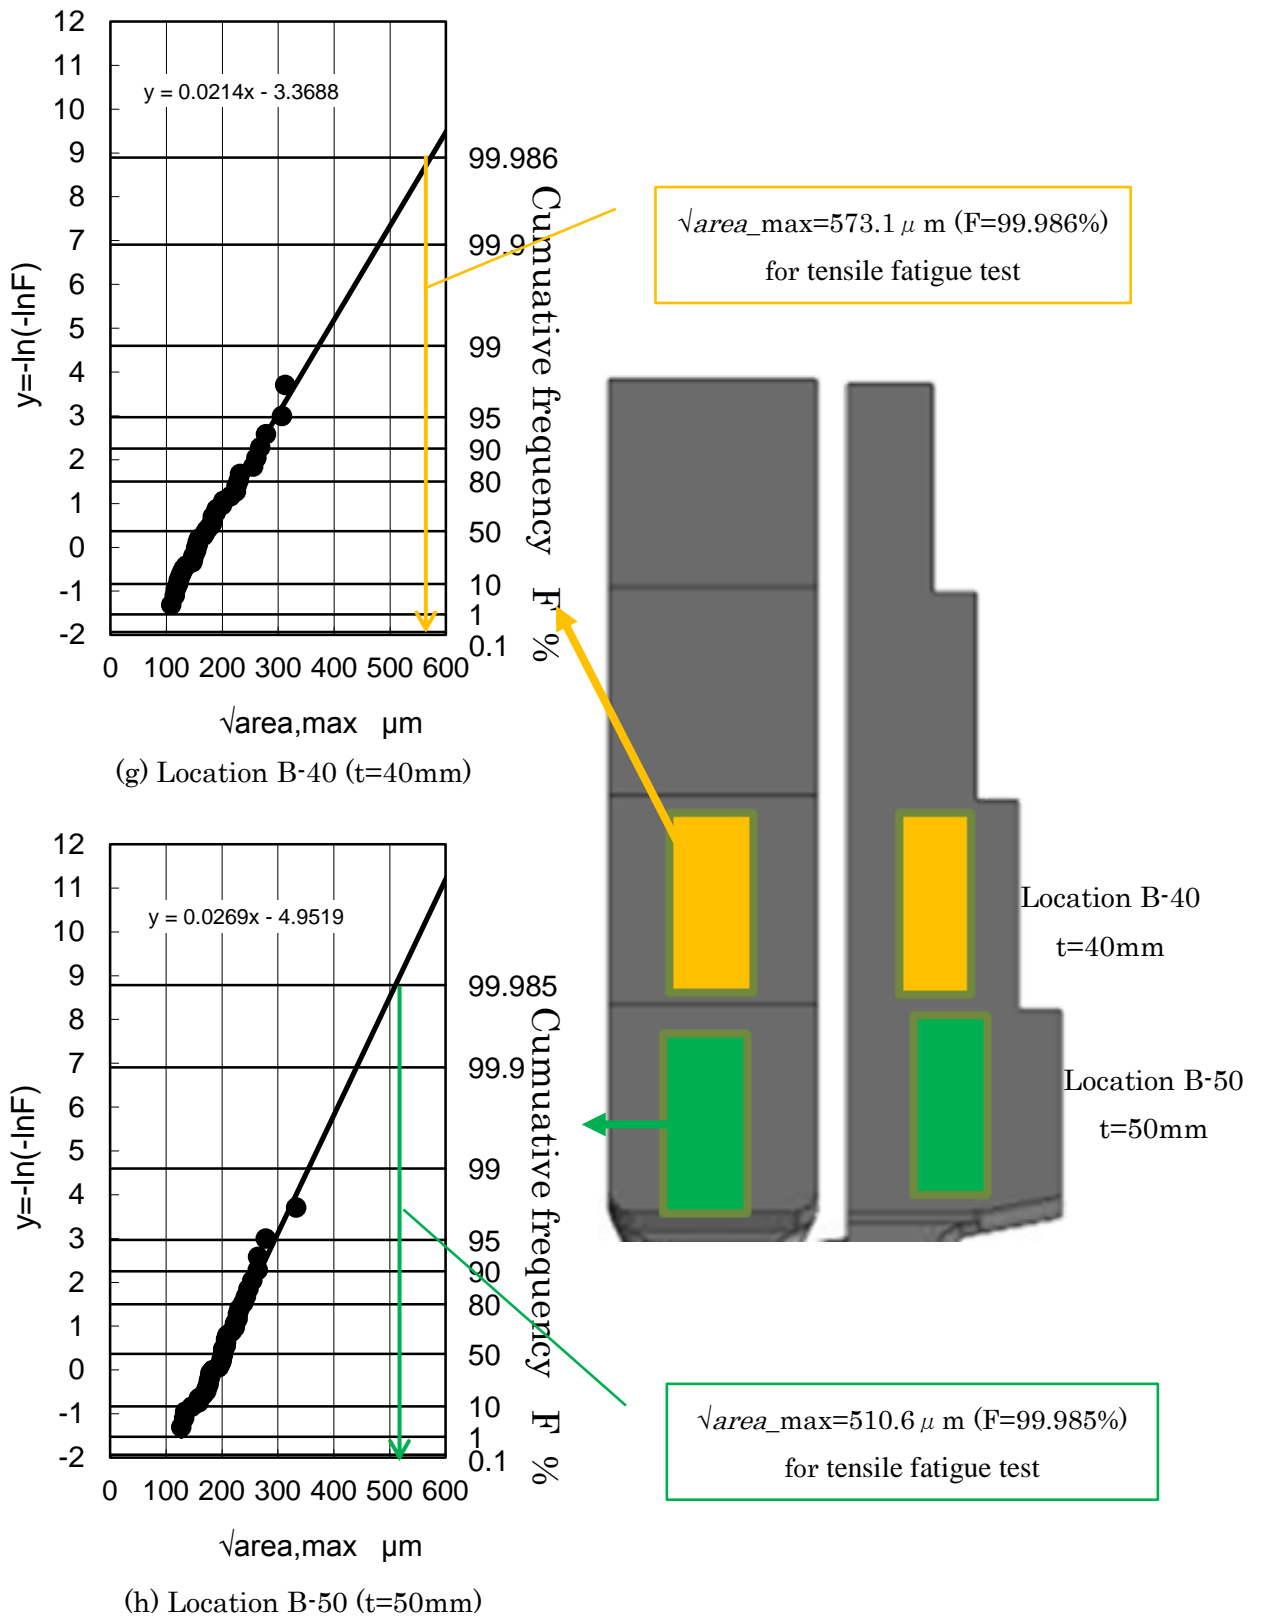 12
11
10
9
8
7
6
5
4
3
2
1
0
-1
-2
y=-ln(-lnF)
y = 0.0214x - 3.3688
99.986
99.9
99
95
90
80
50
10
1
0.1
Cumuative frequency F %
0 100 200 300 400 500 600
√area,max μm
(g) Location B-40 (t=40mm)
√area_max=573.1μm (F=99.986%)
for tensile fatigue test
Location B-40
t=40mm
Location B-50
t=50mm
12
11
10
9
8
7
6
5
4
3
2
1
0
-1
-2
y=-ln(-lnF)
y = 0.0269x - 4.9519
99.985
99.9
99
95
90
80
50
10
1
0.1
Cumuative frequency F %
0 100 200 300 400 500 600
√area,max μm
(h) Location B-50 (t=50mm)
√area_max=510.6μm (F=99.985%)
for tensile fatigue test